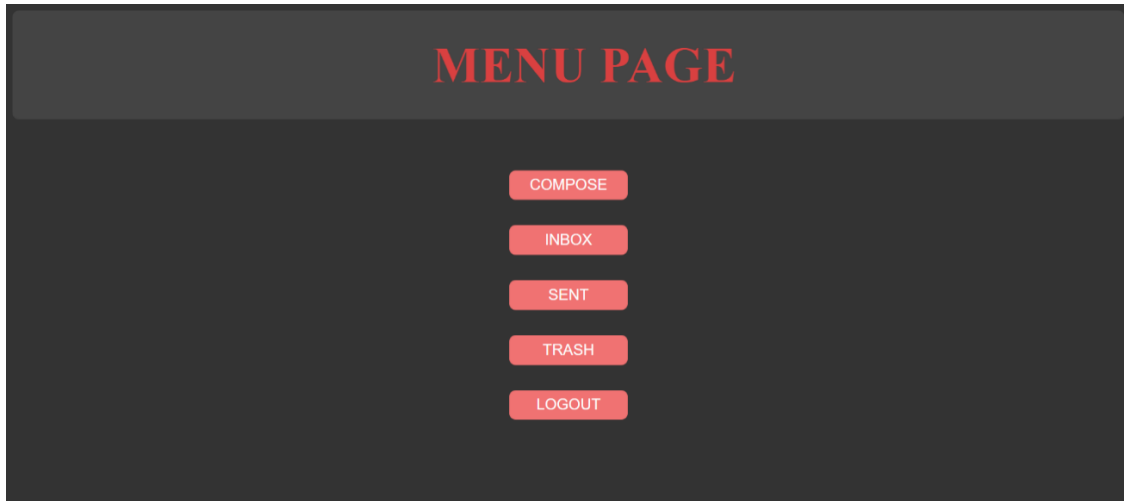 MENU PAGE
COMPOSE
INBOX
SENT
TRASH
LOGOUT